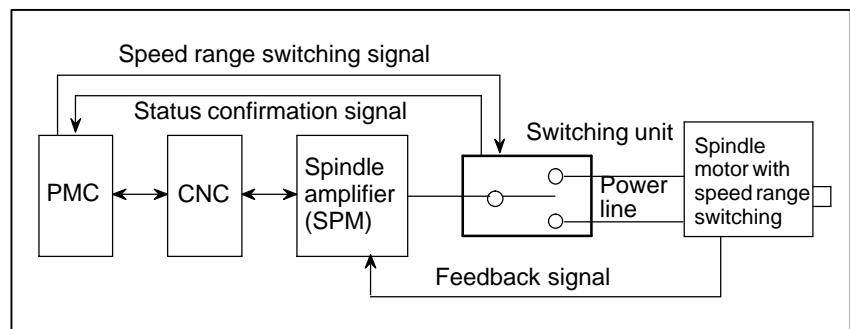 Speed range switching signal
Status confirmation signal
Switching unit
PMC
CNC
Spindle
amplifier
(SPM)
Power
line
Spindle
motor with
speed range
switching
Feedback signal